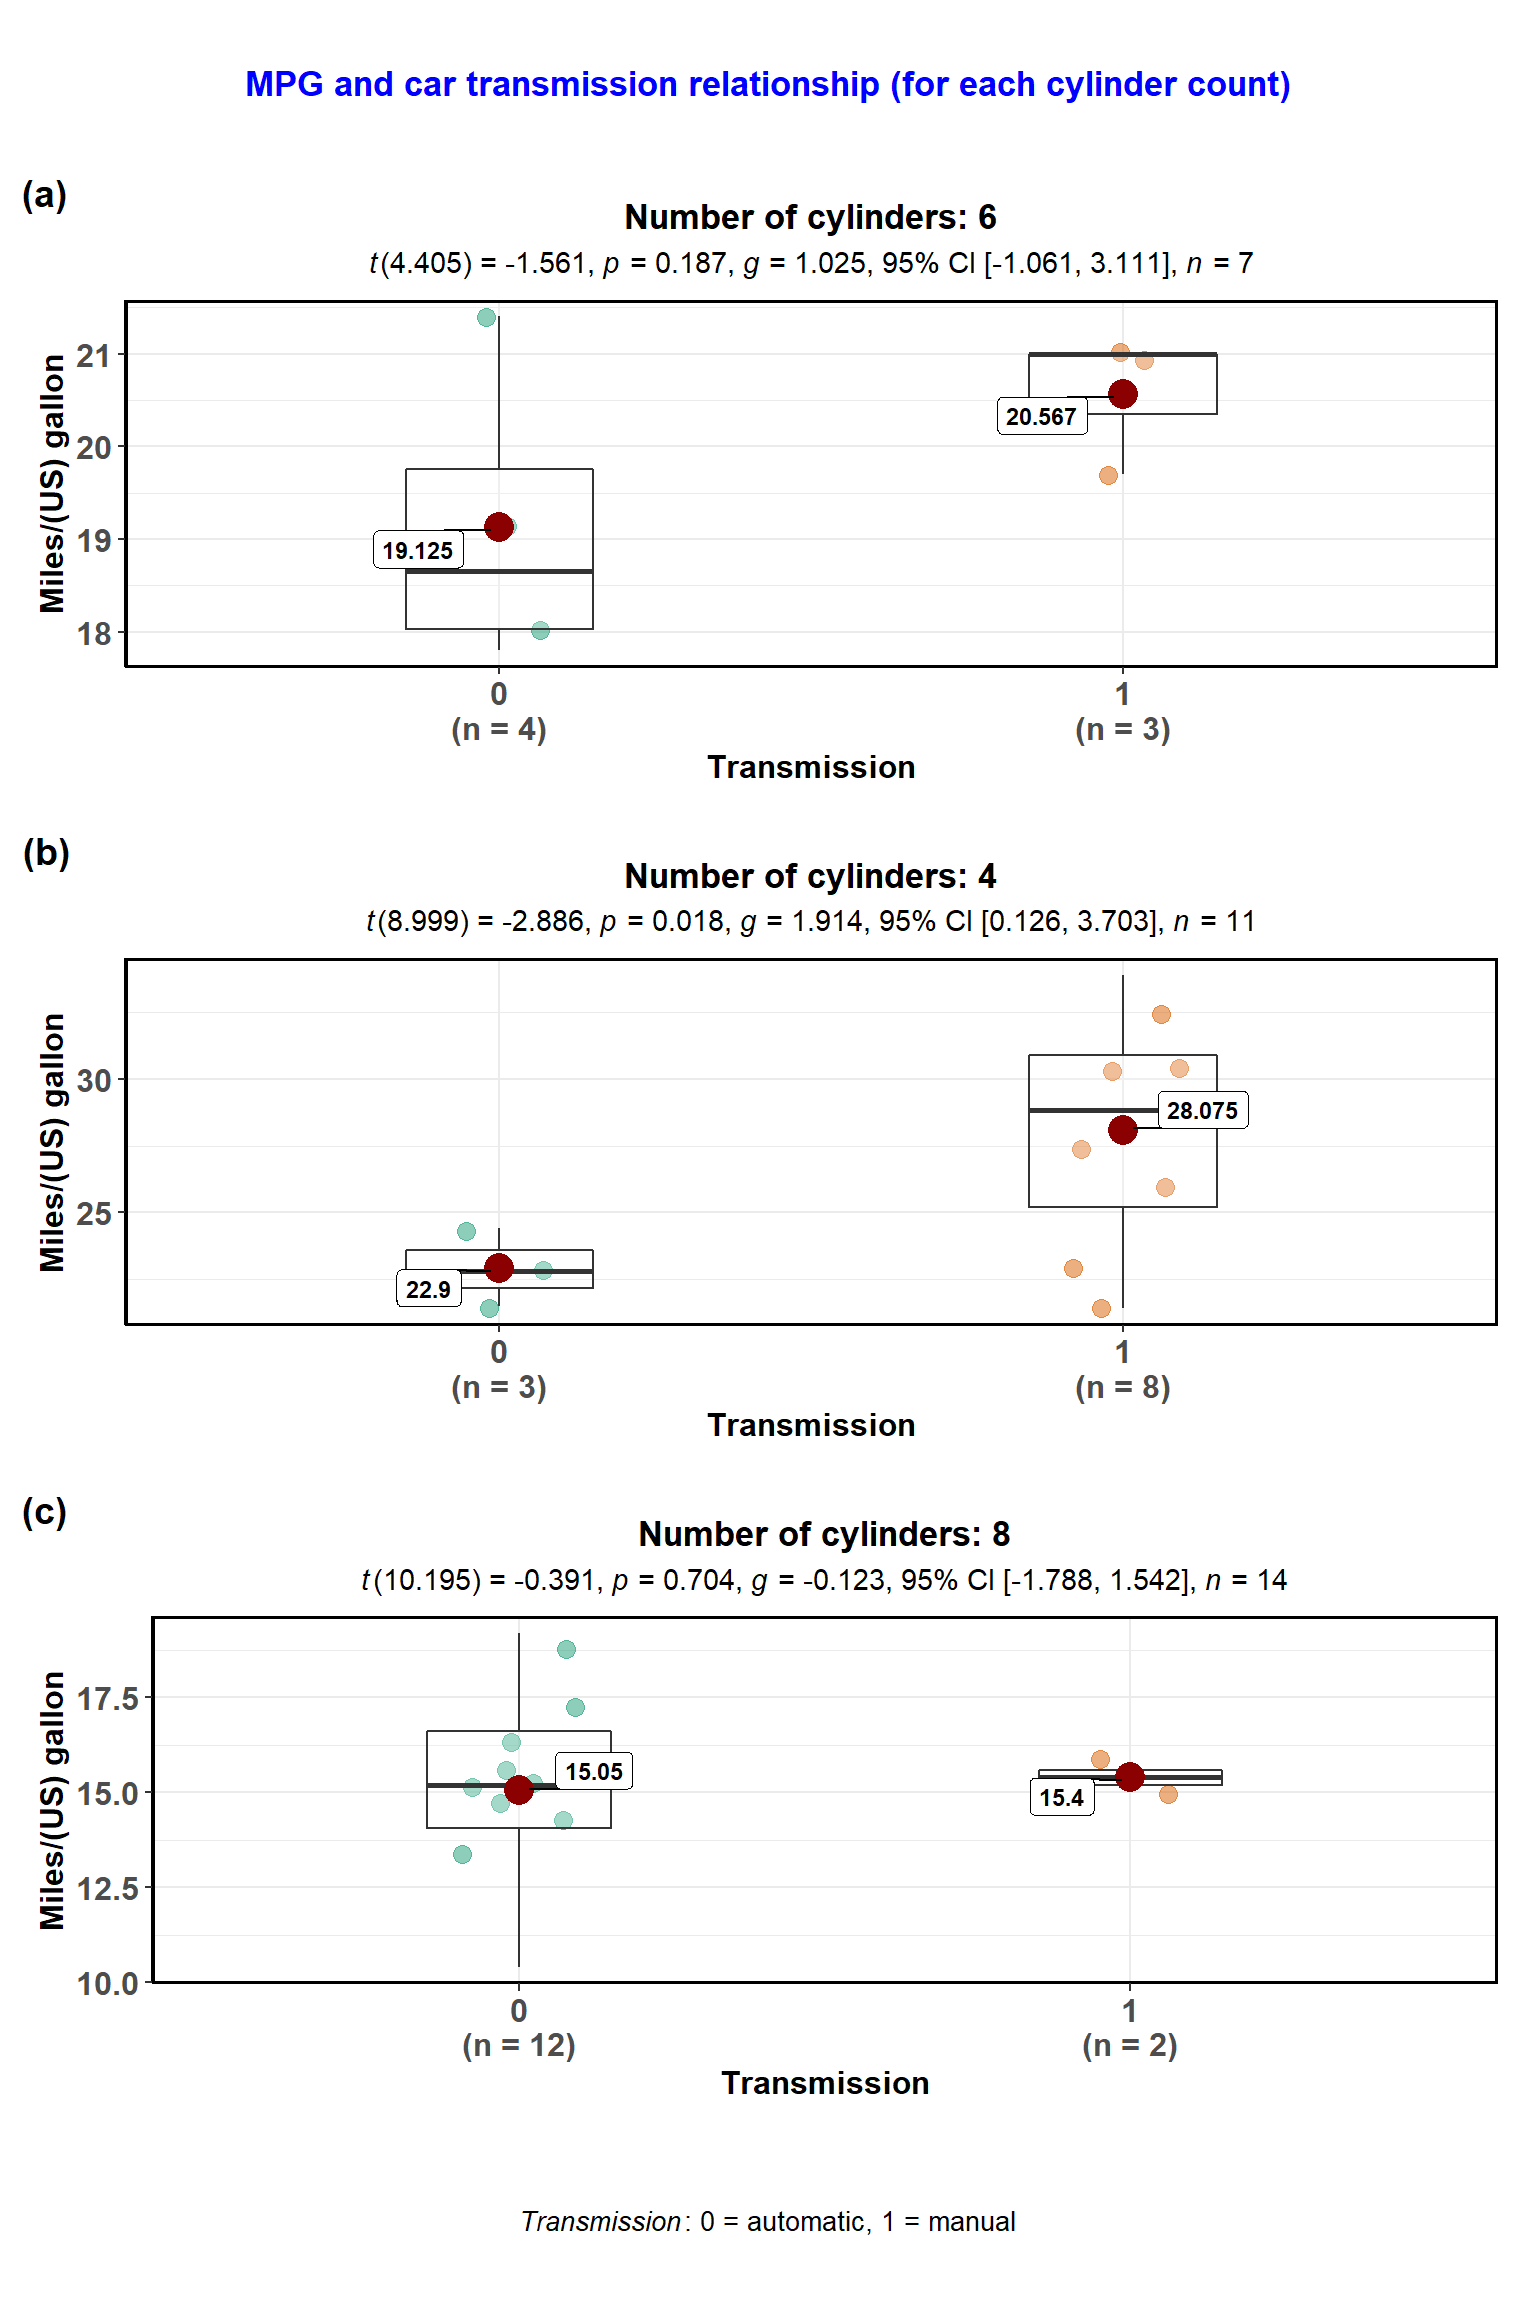 MPG and car transmission relationship (for each cylinder count)
(a)
Number of cylinders: 6
t(4.405) = -1.561, p = 0.187, g = 1.025, 95% CI [-1.061, 3.111], n = 7
Miles/(US) gallon
21
20
19
18
20.567
19.125
0
(n = 4)
1
(n = 3)
Transmission
(b)
Number of cylinders: 4
t(8.999) = -2.886, p = 0.018, g = 1.914, 95% CI [0.126, 3.703], n = 11
Miles/(US) gallon
30
25
28.075
22.9
0
(n = 3)
1
(n = 8)
Transmission
(c)
Number of cylinders: 8
t(10.195) = -0.391, p = 0.704, g = -0.123, 95% CI [-1.788, 1.542], n = 14
Miles/(US) gallon
17.5
15.0
12.5
10.0
15.05
15.4
0
(n = 12)
1
(n = 2)
Transmission
Transmission: 0 = automatic, 1 = manual